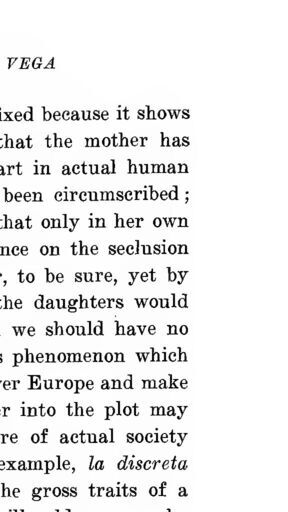 VEGA
ixed because it shows
that the mother has
art in actual human
been circumscribed;
that only in her own
nce on the seclusion
, to be sure, yet by
the daughters would
we should have no
s phenomenon which
er Europe and make
r into the plot may
re of actual society
example, la discreta
he gross traits of a